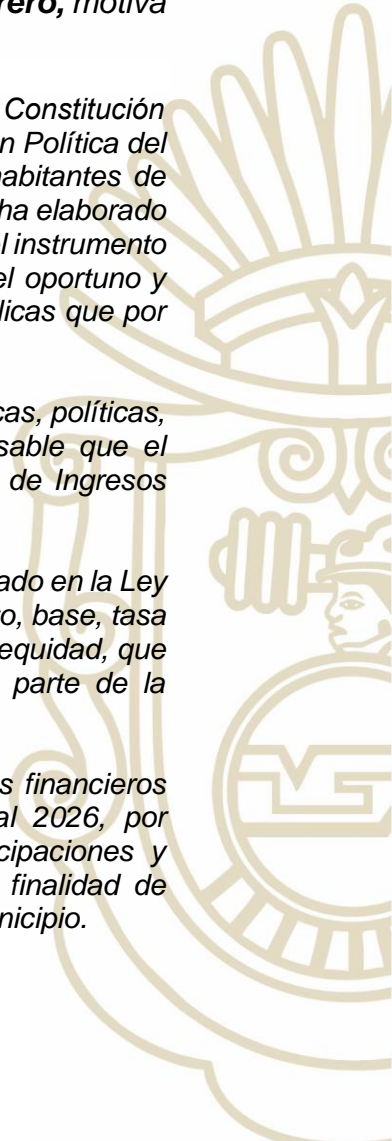 rero, motiva
Constitución
n Política del
habitantes de
ha elaborado
l instrumento
el oportuno y
licas que por
cas, políticas,
sable que el
de Ingresos
ado en la Ley
o, base, tasa
equidad, que
parte de la
s financieros
al 2026, por
cipaciones y
finalidad de
nicipio.